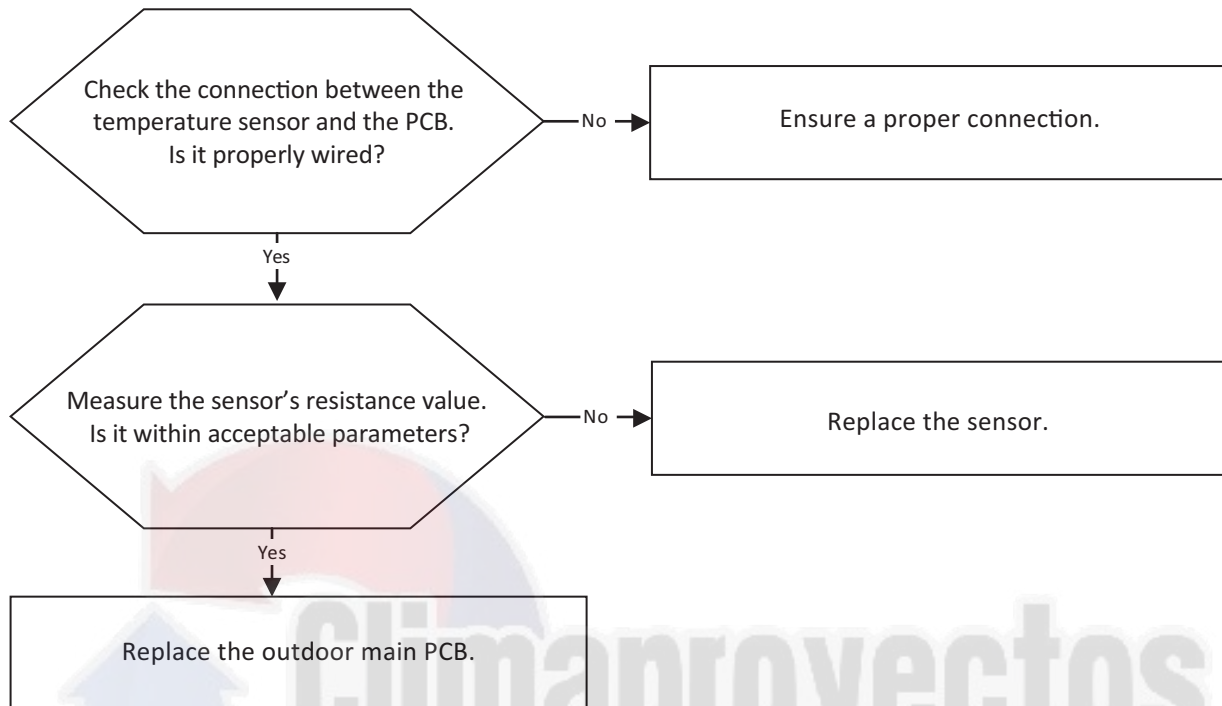 Check the connection between the
temperature sensor and the PCB.
Is it properly wired?
No
Ensure a proper connection.
Yes
Measure the sensor’s resistance value.
Is it within acceptable parameters?
No
Replace the sensor.
Yes
Replace the outdoor main PCB.
Climaproyectos